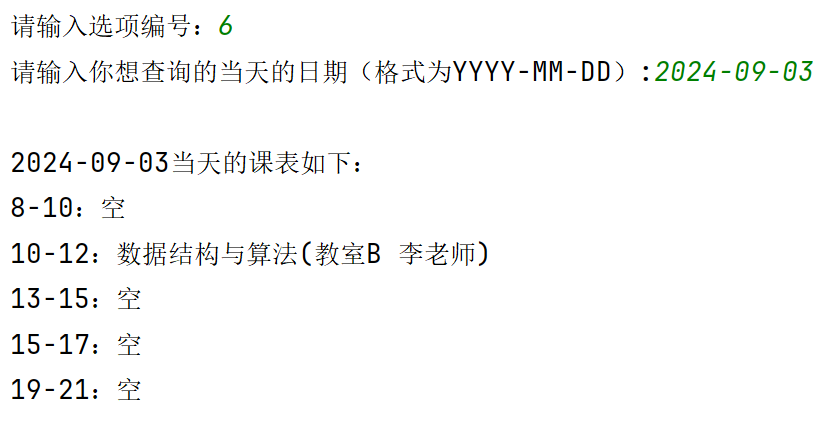 请输入选项编号：6
请输入你想查询的当天的日期（格式为YYYY-MM-DD）:2024-09-03
2024-09-03当天的课表如下：
8-10：空
10-12：数据结构与算法(教室B 李老师)
13-15：空
15-17：空
19-21：空